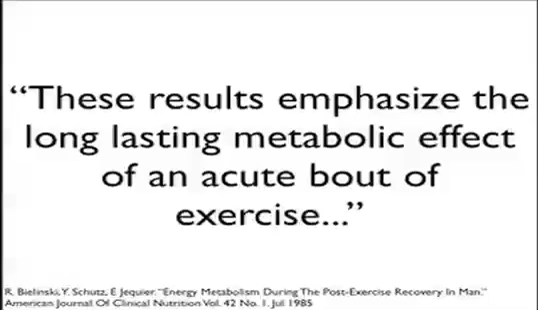 “These results emphasize the
long lasting metabolic effect
of an acute bout of
exercise...”
R. Bielinski, Y. Schutz, E Jequier. “Energy Metabolism During The Post-Exercise Recovery In Man.”
American Journal Of Clinical Nutrition Vol. 42 No. 1. Jul 1985